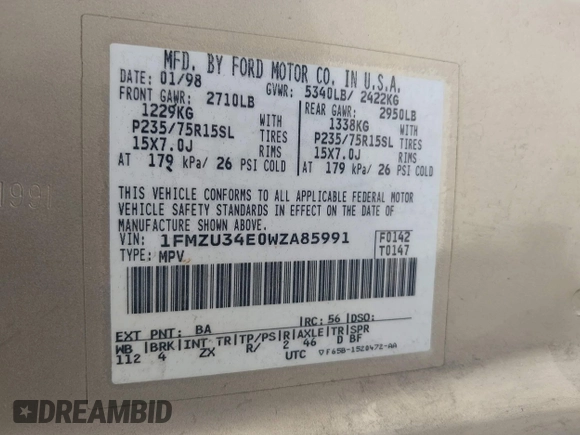 MFD. BY FORD MOTOR CO. IN U.S.A.
DATE: 01/98 GVWR: 5340LB/ 2422KG
FRONT GAWR: 2710LB REAR GAWR: 2950LB
1229KG WITH 1338KG WITH
P235/75R15SL TIRES P235/75R15SL TIRES
15X7.0J RIMS 15X7.0J RIMS
AT 179 kPa/ 26 PSI COLD AT 179 kPa/ 26 PSI COLD
THIS VEHICLE CONFORMS TO ALL APPLICABLE FEDERAL MOTOR
VEHICLE SAFETY STANDARDS IN EFFECT ON THE DATE OF
MANUFACTURE SHOWN ABOVE.
VIN: 1FMZU34E0WZA85991 F0142
TYPE: MPV T0147
EXT PNT: BA RC: 56 DSO:
WB BRK INT TR TP/PS R AXLE TR SPR
112 4 ZX R/ 2 46 D BF
UTC ▽F65B-1520472-AA
1991
DREAMBID